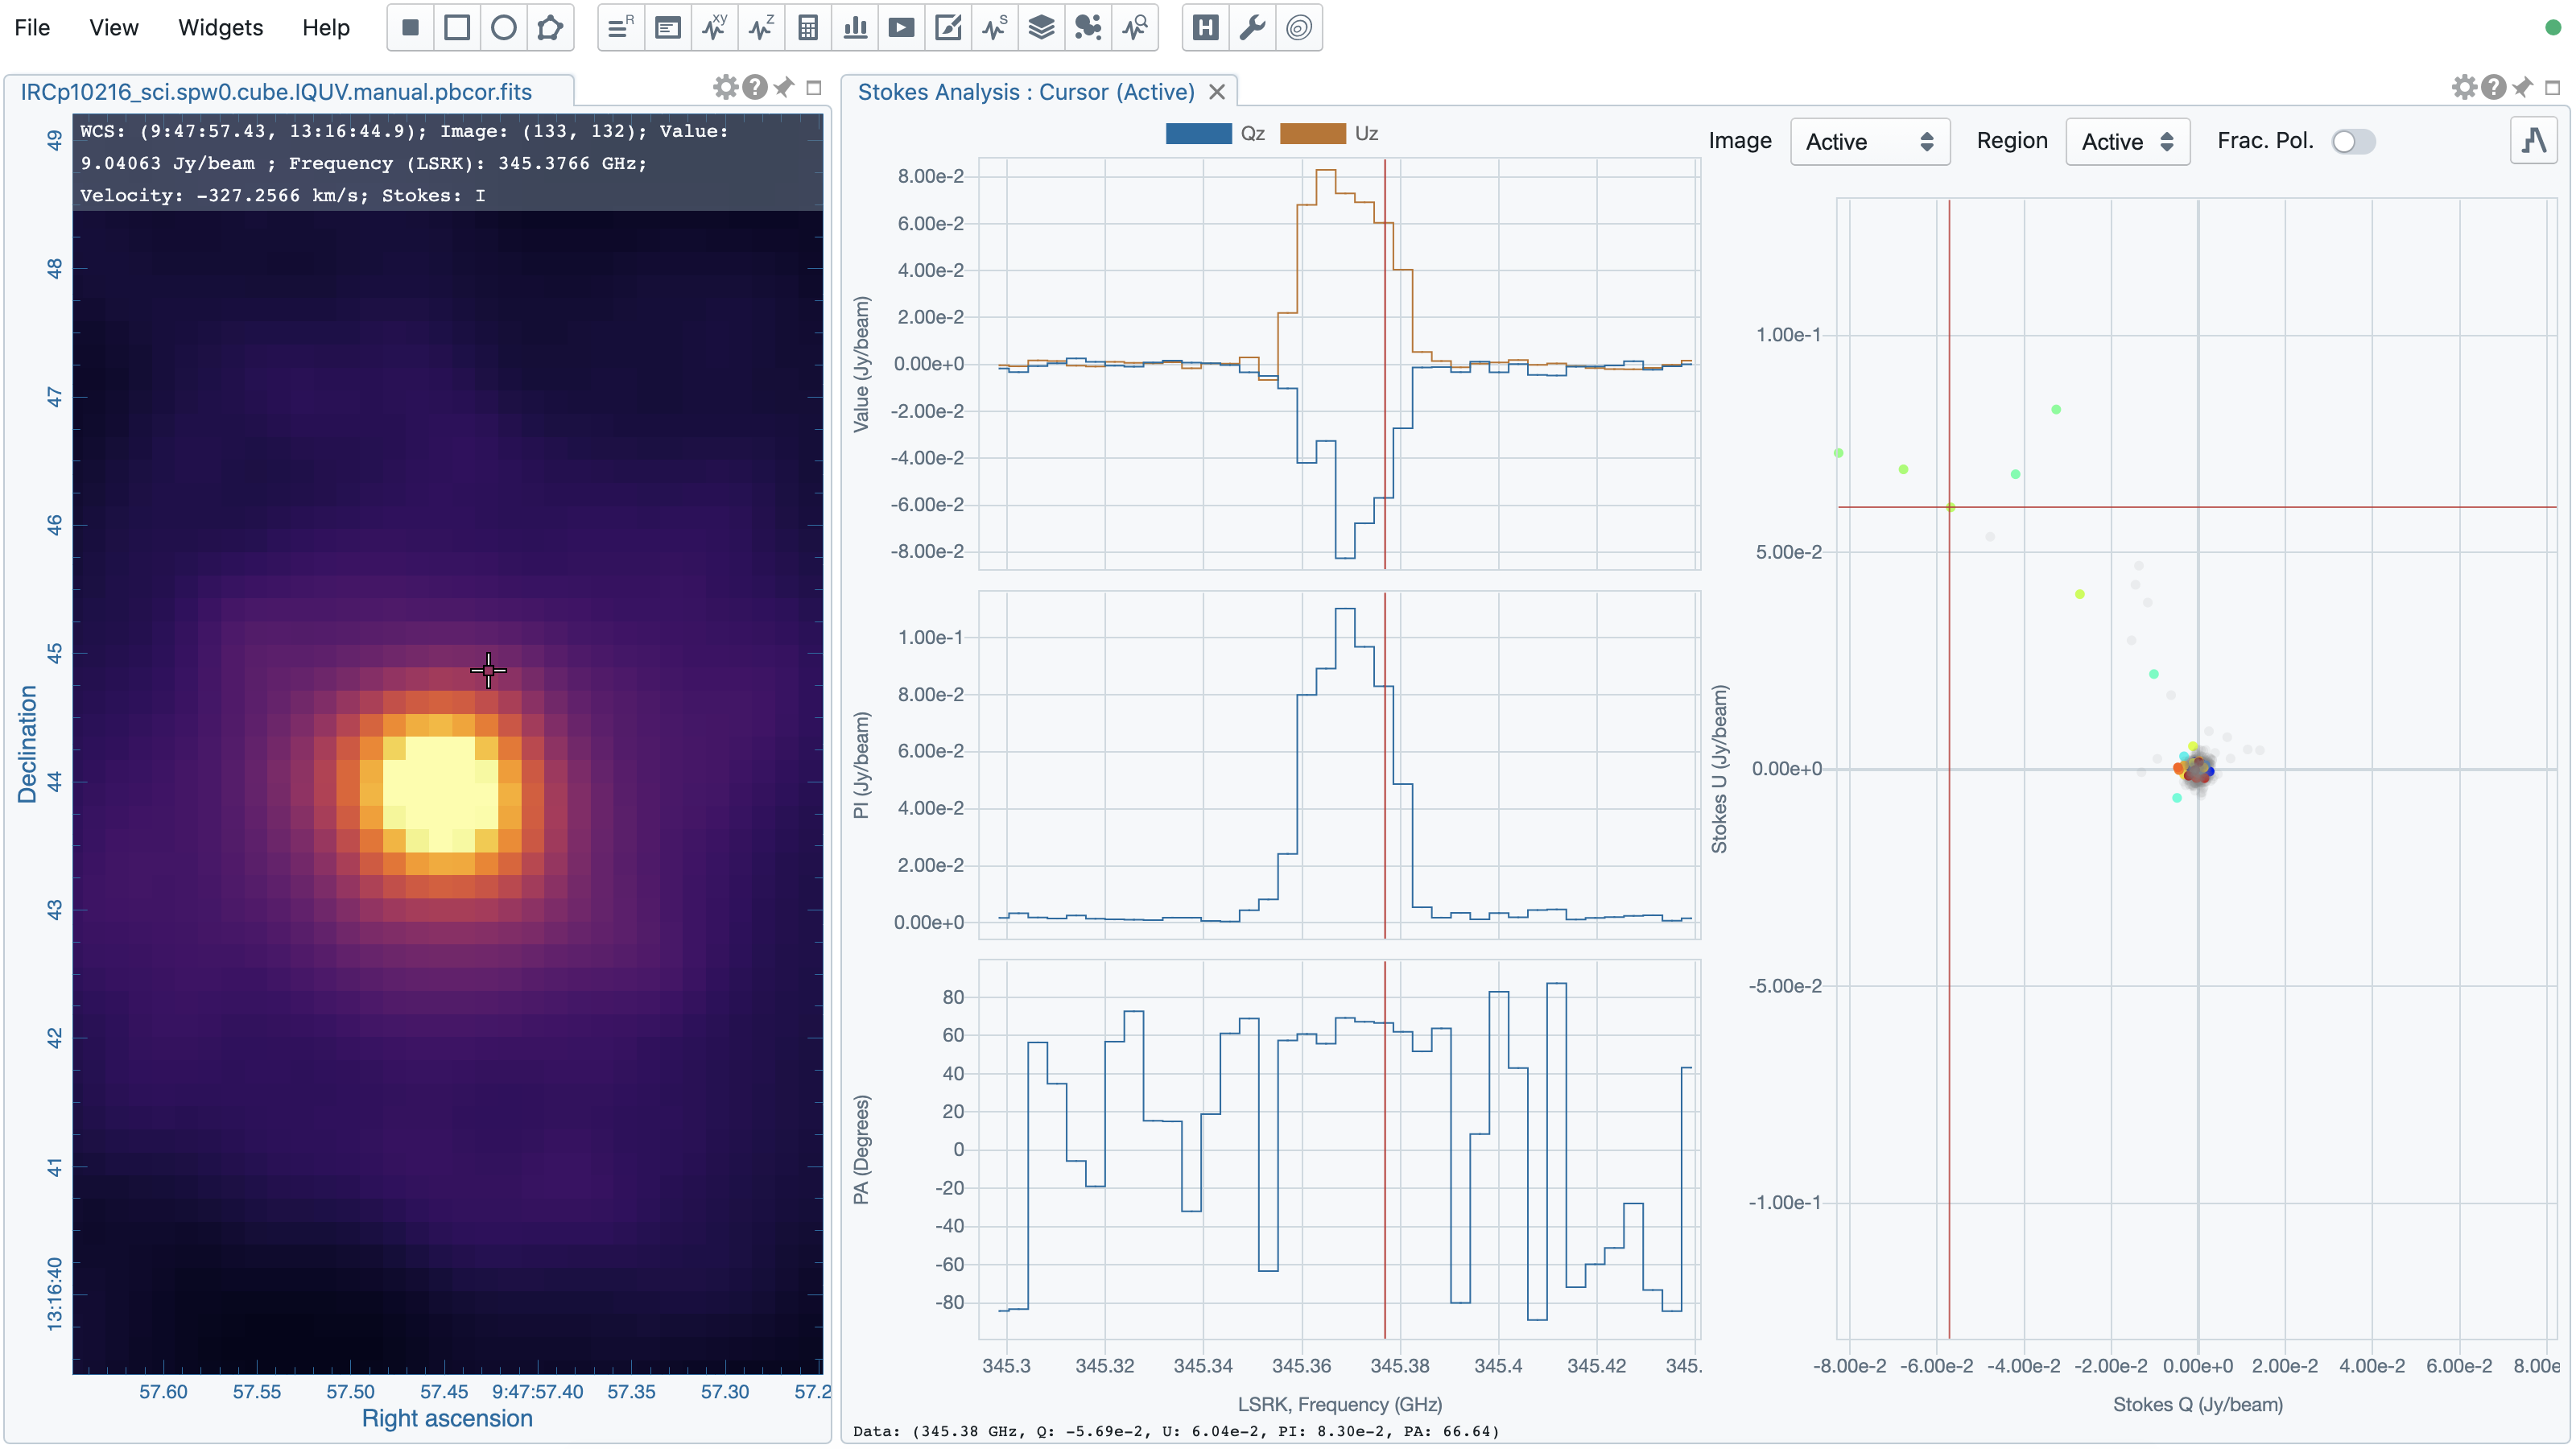 File View Widgets Help
R xy z s H
IRCp10216_sci.spw0.cube.IQUV.manual.pbcor.fits
WCS: (9:47:57.43, 13:16:44.9); Image: (133, 132); Value:
9.04063 Jy/beam ; Frequency (LSRK): 345.3766 GHz;
Velocity: -327.2566 km/s; Stokes: I
49
48
47
46
45
44
43
42
41
13:16:40
Declination
57.60 57.55 57.50 57.45 9:47:57.40 57.35 57.30 57.2
Right ascension
Stokes Analysis : Cursor (Active)
Qz Uz
Image Active Region Active Frac. Pol.
8.00e-2
6.00e-2
4.00e-2
2.00e-2
0.00e+0
-2.00e-2
-4.00e-2
-6.00e-2
-8.00e-2
Value (Jy/beam)
1.00e-1
8.00e-2
6.00e-2
4.00e-2
2.00e-2
0.00e+0
PI (Jy/beam)
80
60
40
20
0
-20
-40
-60
-80
PA (Degrees)
345.3 345.32 345.34 345.36 345.38 345.4 345.42 345.
LSRK, Frequency (GHz)
Data: (345.38 GHz, Q: -5.69e-2, U: 6.04e-2, PI: 8.30e-2, PA: 66.64)
1.00e-1
5.00e-2
0.00e+0
-5.00e-2
-1.00e-1
Stokes U (Jy/beam)
-8.00e-2 -6.00e-2 -4.00e-2 -2.00e-2 0.00e+0 2.00e-2 4.00e-2 6.00e-2 8.00e
Stokes Q (Jy/beam)